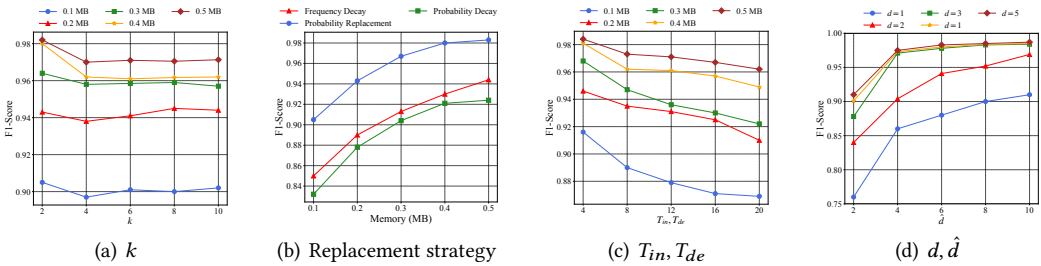 0.1 MB 0.3 MB 0.5 MB
0.2 MB 0.4 MB
0.98
0.96
0.94
0.92
0.90
F1-Score
2 4 6 8 10
k
(a) k
Frequency Decay Probability Decay
Probability Replacement
0.98
0.96
0.94
0.92
0.90
0.88
0.86
0.84
F1-Score
0.1 0.2 0.3 0.4 0.5
Memory (MB)
(b) Replacement strategy
0.1 MB 0.3 MB 0.5 MB
0.2 MB 0.4 MB
0.98
0.96
0.94
0.92
0.90
0.88
F1-Score
4 8 12 16 20
T_in, T_de
(c) T_in, T_de
d = 1 d = 3 d = 5
d = 2 d = 1
1.00
0.95
0.90
0.85
0.80
0.75
F1-Score
2 4 6 8 10
d̂
(d) d, d̂